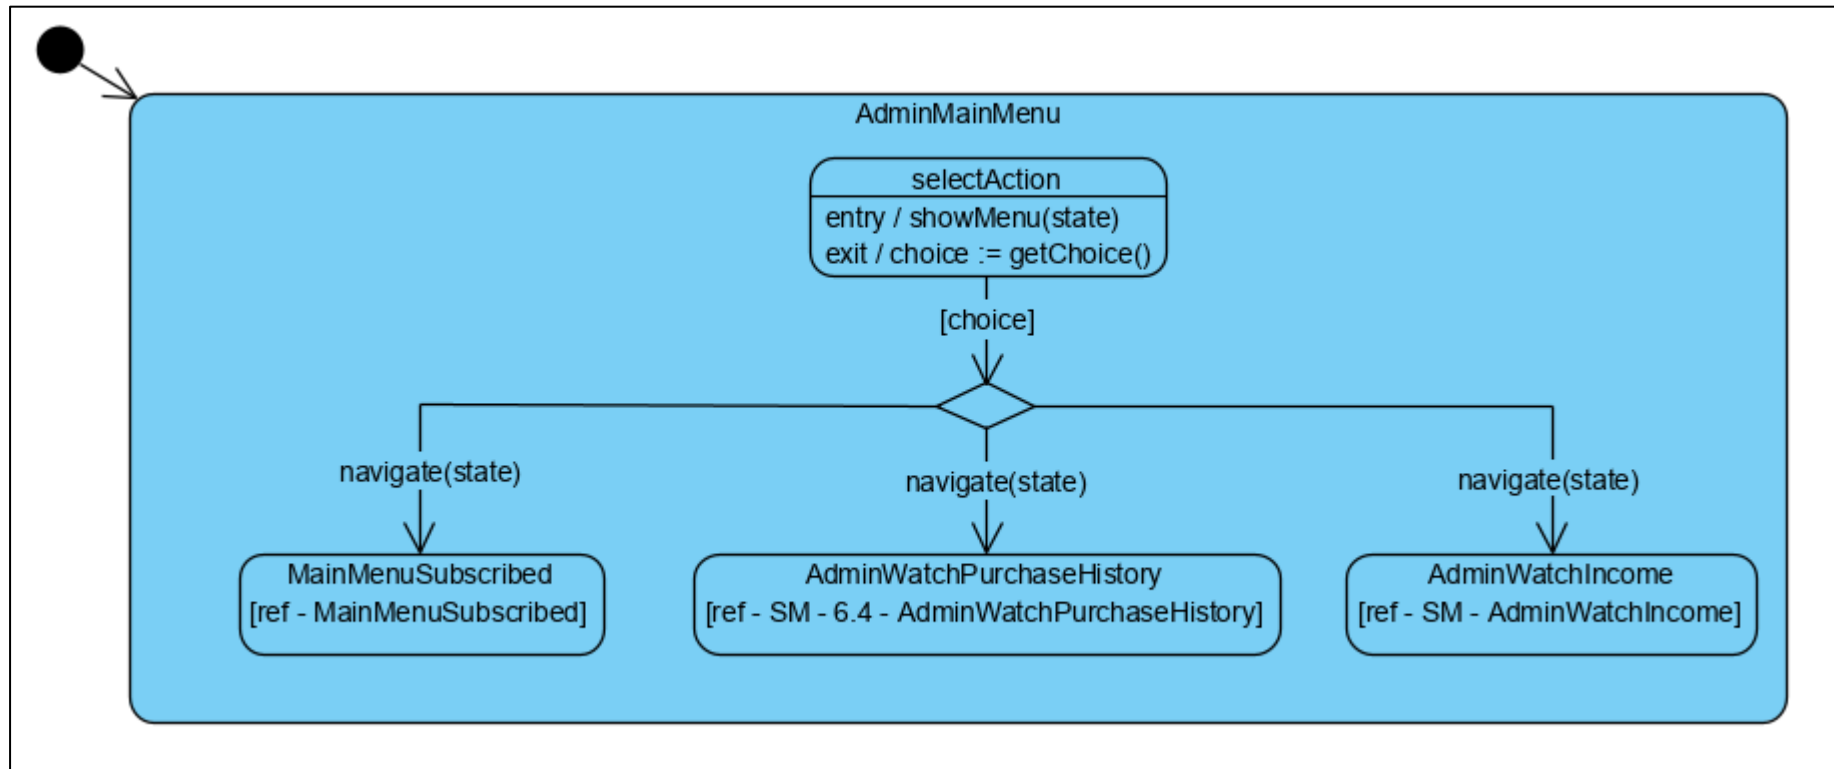 AdminMainMenu
selectAction
entry / showMenu(state)
exit / choice := getChoice()
[choice]
navigate(state)
navigate(state)
navigate(state)
MainMenuSubscribed
[ref - MainMenuSubscribed]
AdminWatchPurchaseHistory
[ref - SM - 6.4 - AdminWatchPurchaseHistory]
AdminWatchIncome
[ref - SM - AdminWatchIncome]